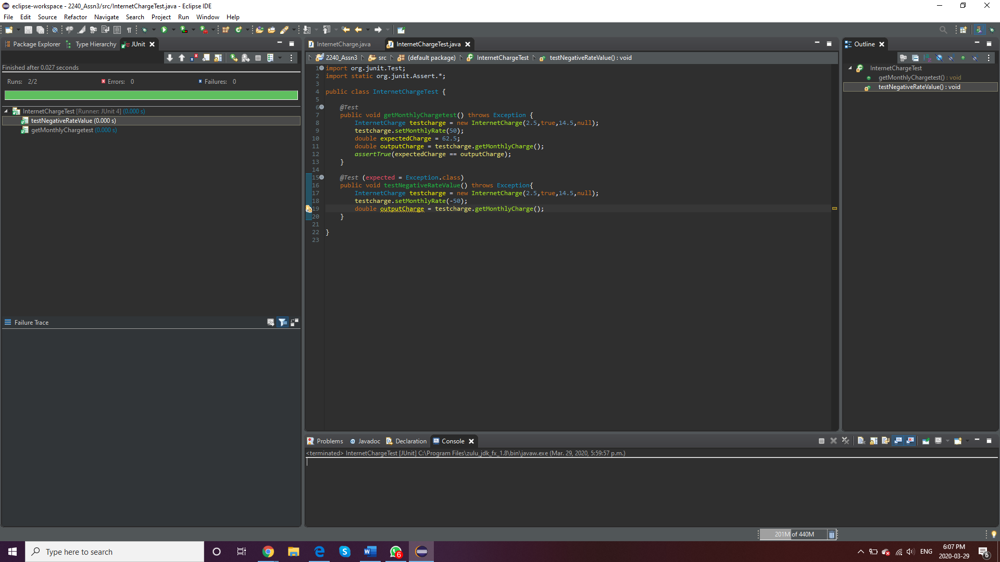 eclipse-workspace - 2240_Assn3/src/InternetChargeTest.java - Eclipse IDE
File Edit Source Refactor Navigate Search Project Run Window Help
Package Explorer Type Hierarchy JUnit
Finished after 0.027 seconds
Runs: 2/2 Errors: 0 Failures: 0
InternetChargeTest [Runner: JUnit 4] (0.000 s)
testNegativeRateValue (0.000 s)
getMonthlyChargetest (0.000 s)
Failure Trace
InternetCharge.java InternetChargeTest.java
2240_Assn3 src (default package) InternetChargeTest testNegativeRateValue() : void
1 import org.junit.Test;
2 import static org.junit.Assert.*;
3
4 public class InternetChargeTest {
5
6 @Test
7 public void getMonthlyChargetest() throws Exception {
8 InternetCharge testcharge = new InternetCharge(2.5,true,14.5,null);
9 testcharge.setMonthlyRate(50);
10 double expectedCharge = 62.5;
11 double outputCharge = testcharge.getMonthlyCharge();
12 assertTrue(expectedCharge == outputCharge);
13 }
14
15 @Test (expected = Exception.class)
16 public void testNegativeRateValue() throws Exception{
17 InternetCharge testcharge = new InternetCharge(2.5,true,14.5,null);
18 testcharge.setMonthlyRate(-50);
19 double outputCharge = testcharge.getMonthlyCharge();
20 }
21
22 }
23
Outline
InternetChargeTest
getMonthlyChargetest() : void
testNegativeRateValue() : void
Problems Javadoc Declaration Console
<terminated> InternetChargeTest [JUnit] C:\Program Files\zulu_jdk_fx_1.8\bin\javaw.exe (Mar. 29, 2020, 5:59:57 p.m.)
201M of 440M
Type here to search
6
ENG
6:07 PM
2020-03-29
6